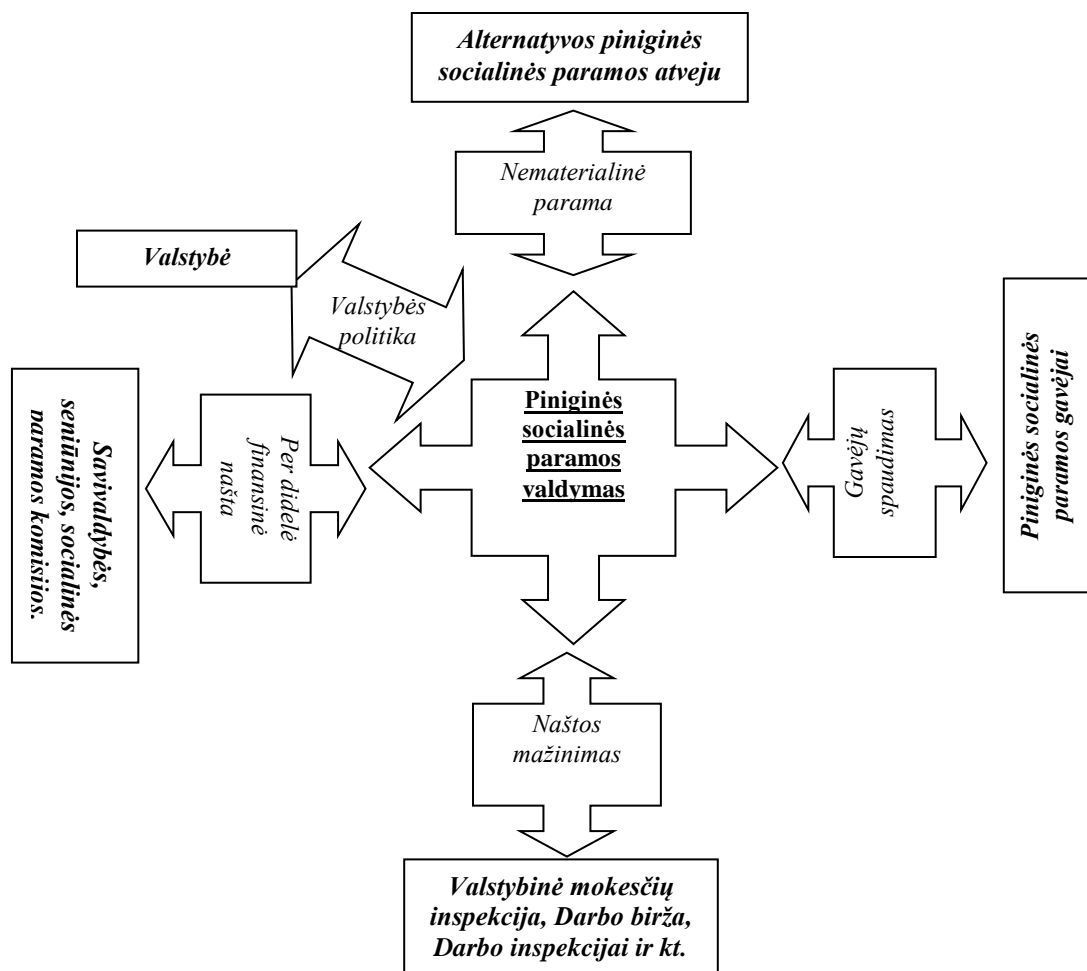 Alternatyvos piniginės
socialinės paramos atveju
Nematerialinė
parama
Valstybė
Valstybės
politika
Savivaldybės,
seniūnijos, socialinės
paramos komisijos.
Per didelė
finansinė
našta
Piniginės
socialinės
paramos
valdymas
Gavėjų
spaudimas
Piniginės socialinės
paramos gavėjai
Naštos
mažinimas
Valstybinė mokesčių
inspekcija, Darbo birža,
Darbo inspekcijai ir kt.